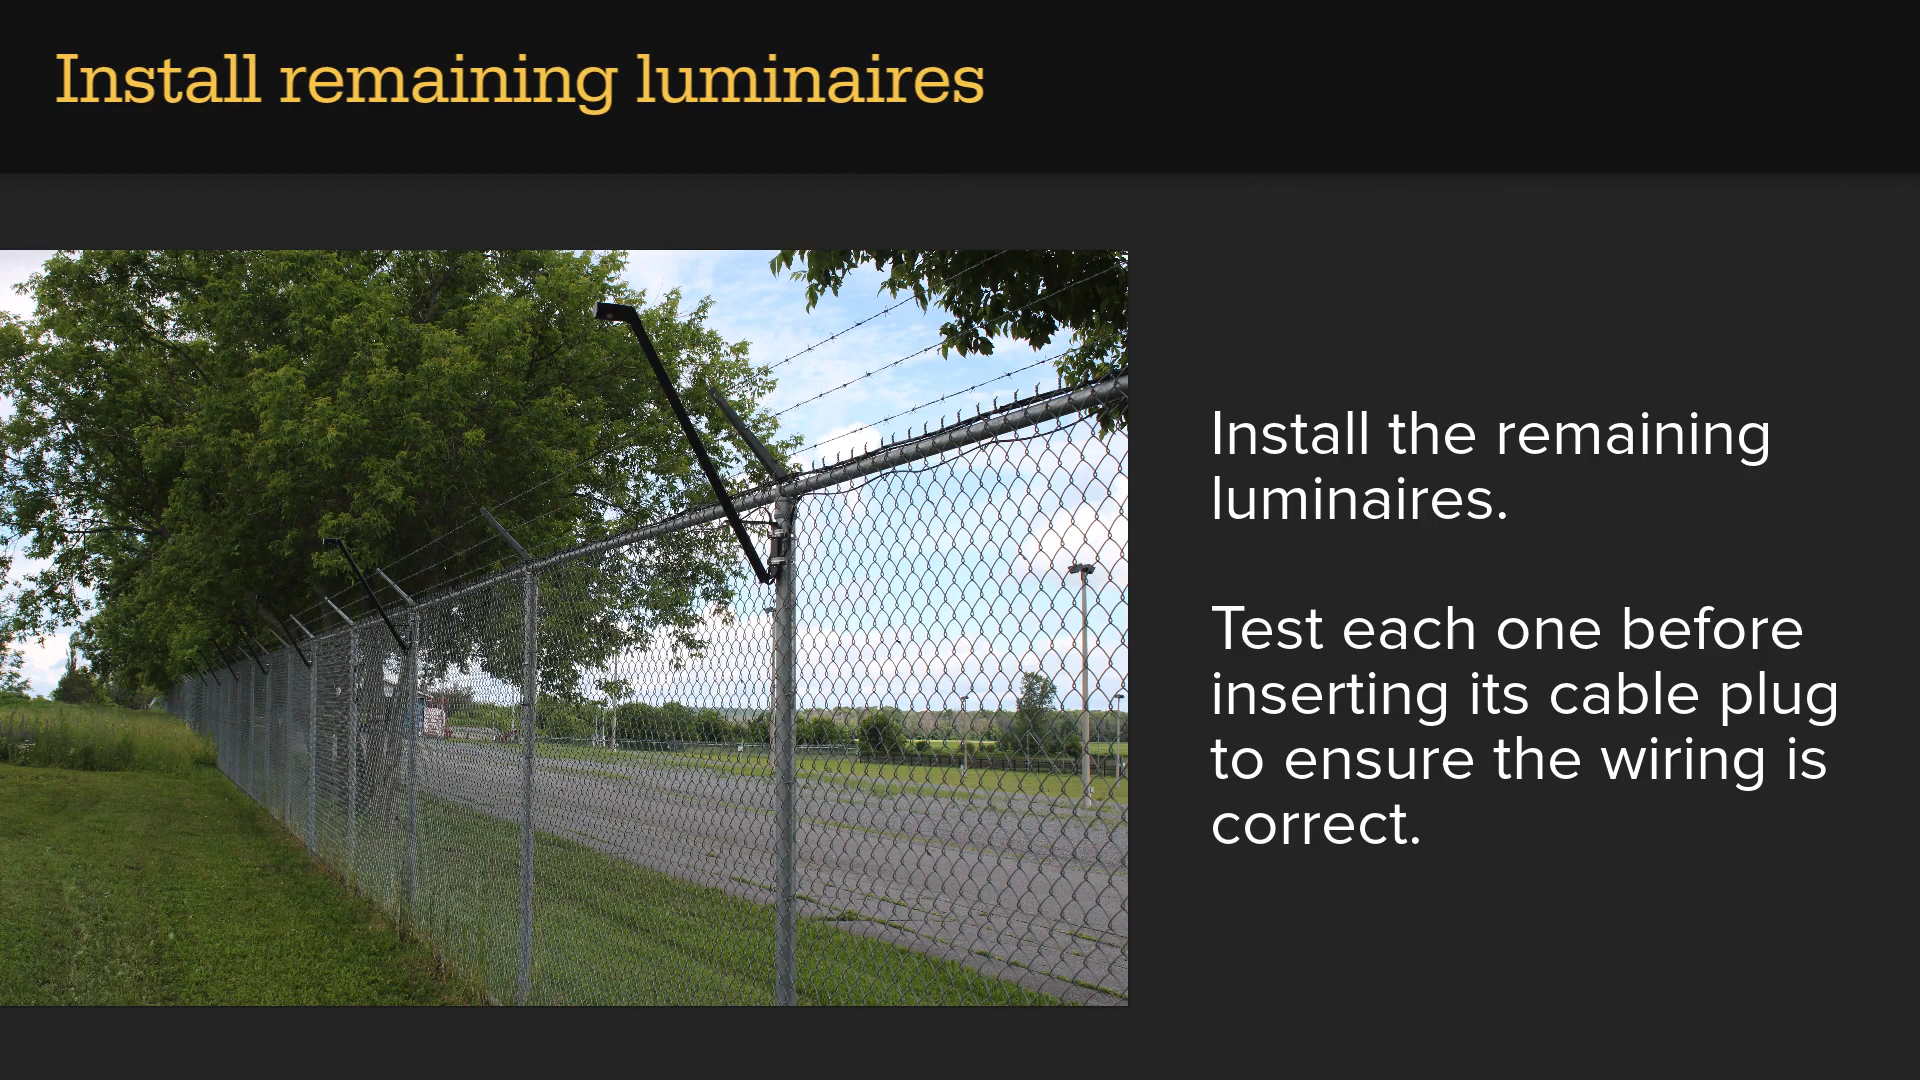 Install remaining luminaires
Install the remaining
luminaires.
Test each one before
inserting its cable plug
to ensure the wiring is
correct.